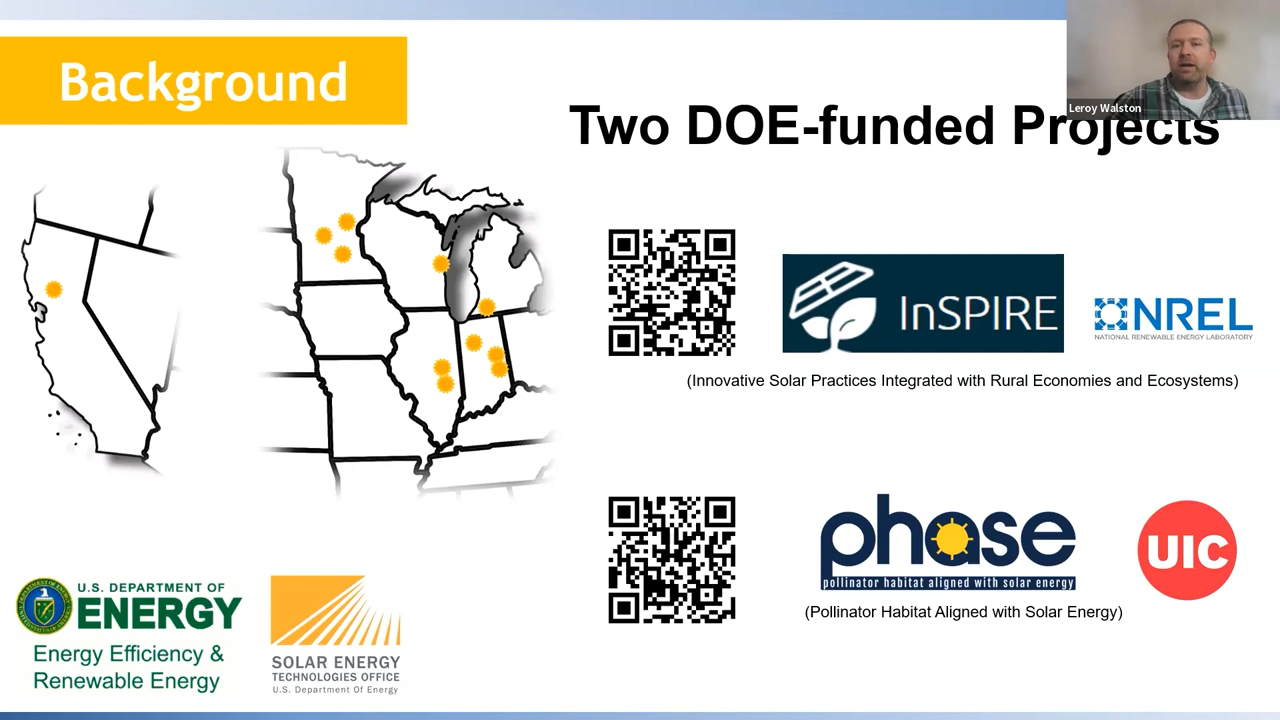 Background
Leroy Walston
Two DOE-funded Projects
InSPIRE
NREL
NATIONAL RENEWABLE ENERGY LABORATORY
(Innovative Solar Practices Integrated with Rural Economies and Ecosystems)
phase
pollinator habitat aligned with solar energy
UIC
(Pollinator Habitat Aligned with Solar Energy)
U.S. DEPARTMENT OF
ENERGY
Energy Efficiency &
Renewable Energy
SOLAR ENERGY
TECHNOLOGIES OFFICE
U.S. Department Of Energy